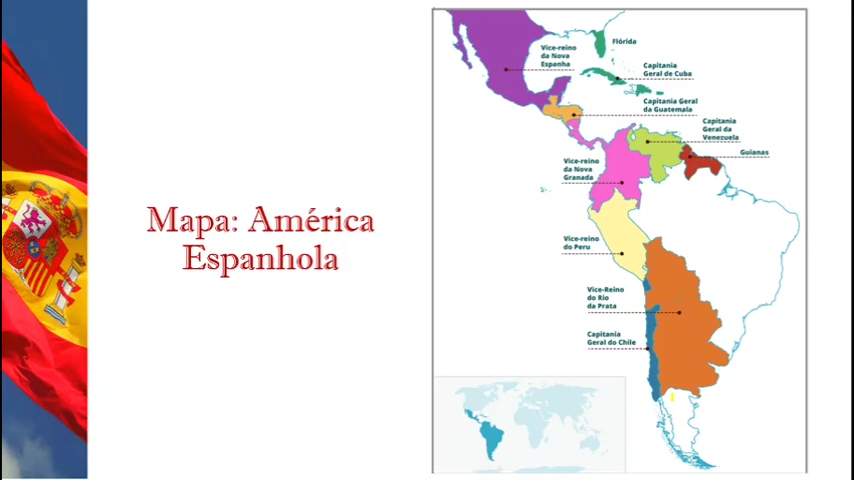 Mapa: América
Espanhola
Vice-reino
da Nova
Espanha
Flórida
Capitania
Geral de Cuba
Capitania Geral
da Guatemala
Capitania
Geral da
Venezuela
Guianas
Vice-reino
da Nova
Granada
Vice-reino
do Peru
Vice-Reino
do Rio
da Prata
Capitania
Geral do Chile